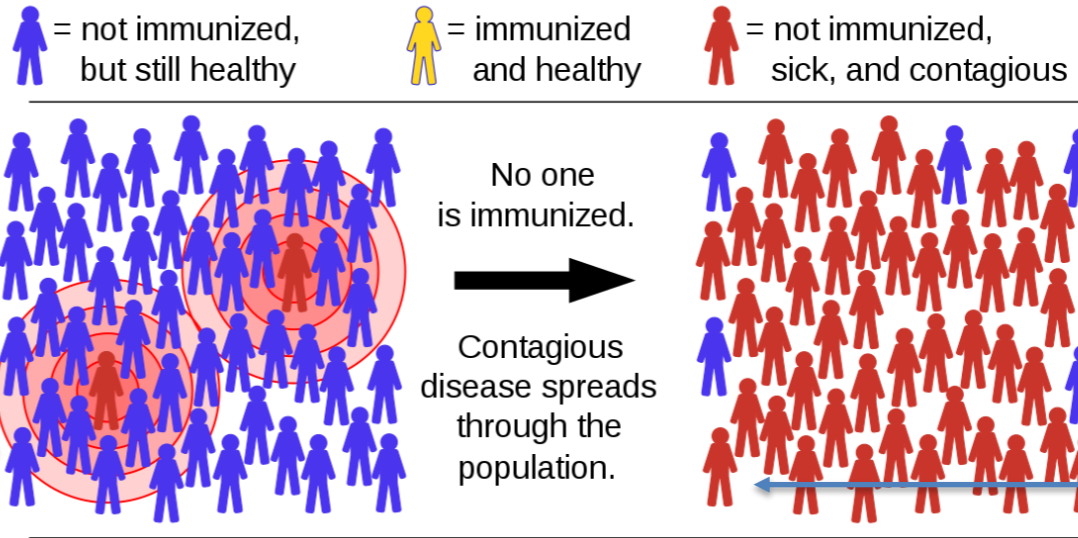 = not immunized,
but still healthy
= immunized
and healthy
= not immunized,
sick, and contagious
No one
is immunized.
Contagious
disease spreads
through the
population.